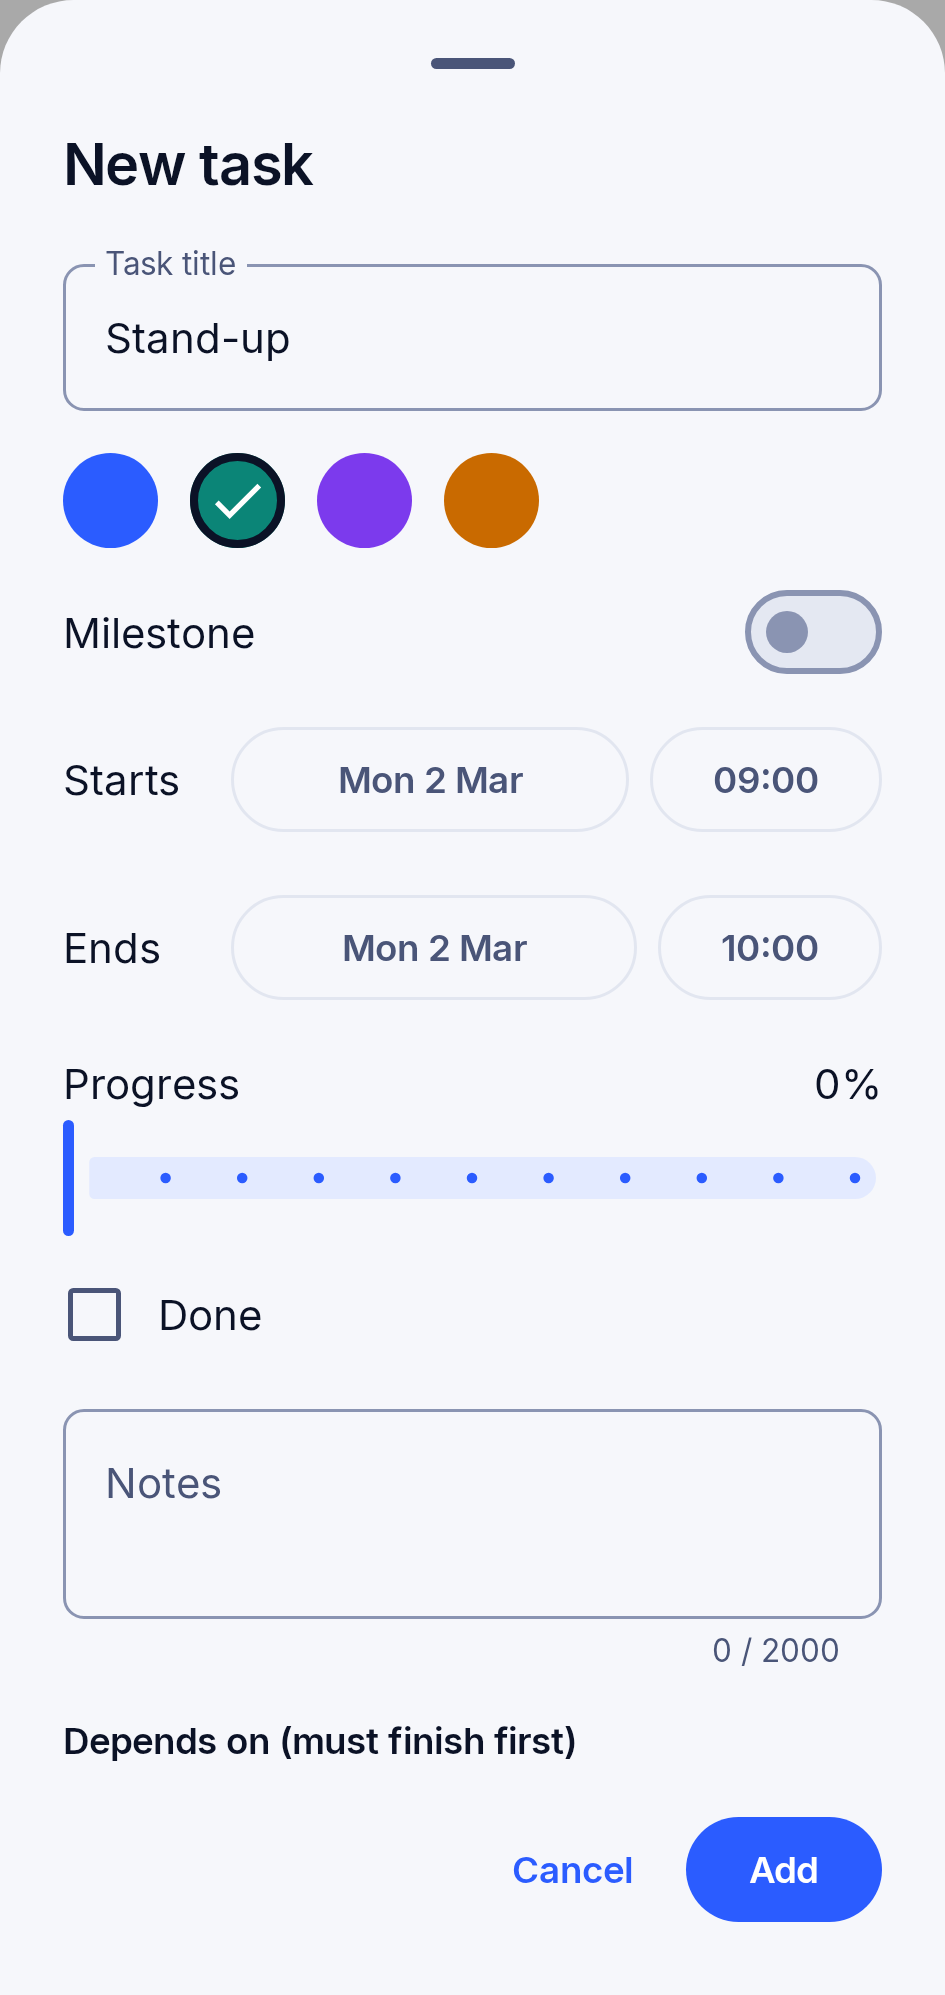 New task
Task title
Stand-up
Milestone
Starts Mon 2 Mar 09:00
Ends Mon 2 Mar 10:00
Progress 0%
Done
Notes
0 / 2000
Depends on (must finish first)
Cancel Add